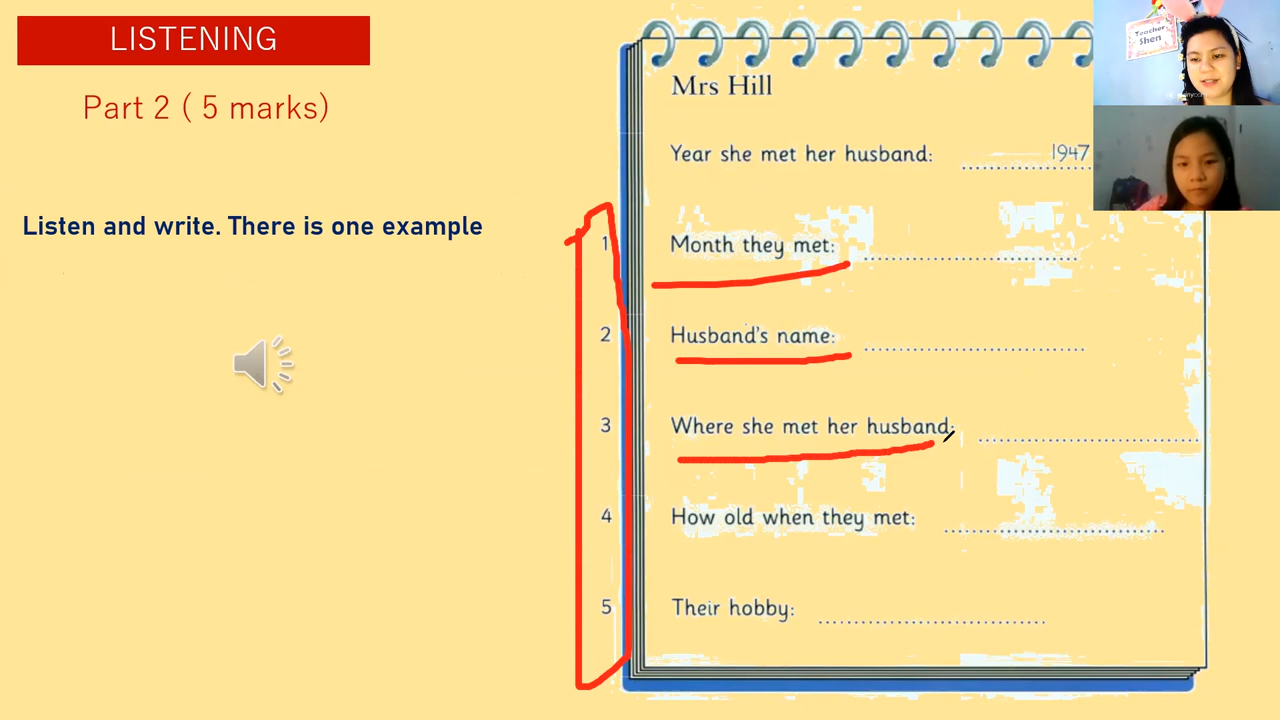 LISTENING
Part 2 ( 5 marks)
Listen and write. There is one example
Mrs Hill
Year she met her husband: 1947
1 Month they met:
2 Husband's name:
3 Where she met her husband:
4 How old when they met:
5 Their hobby:
Teacher
Shen